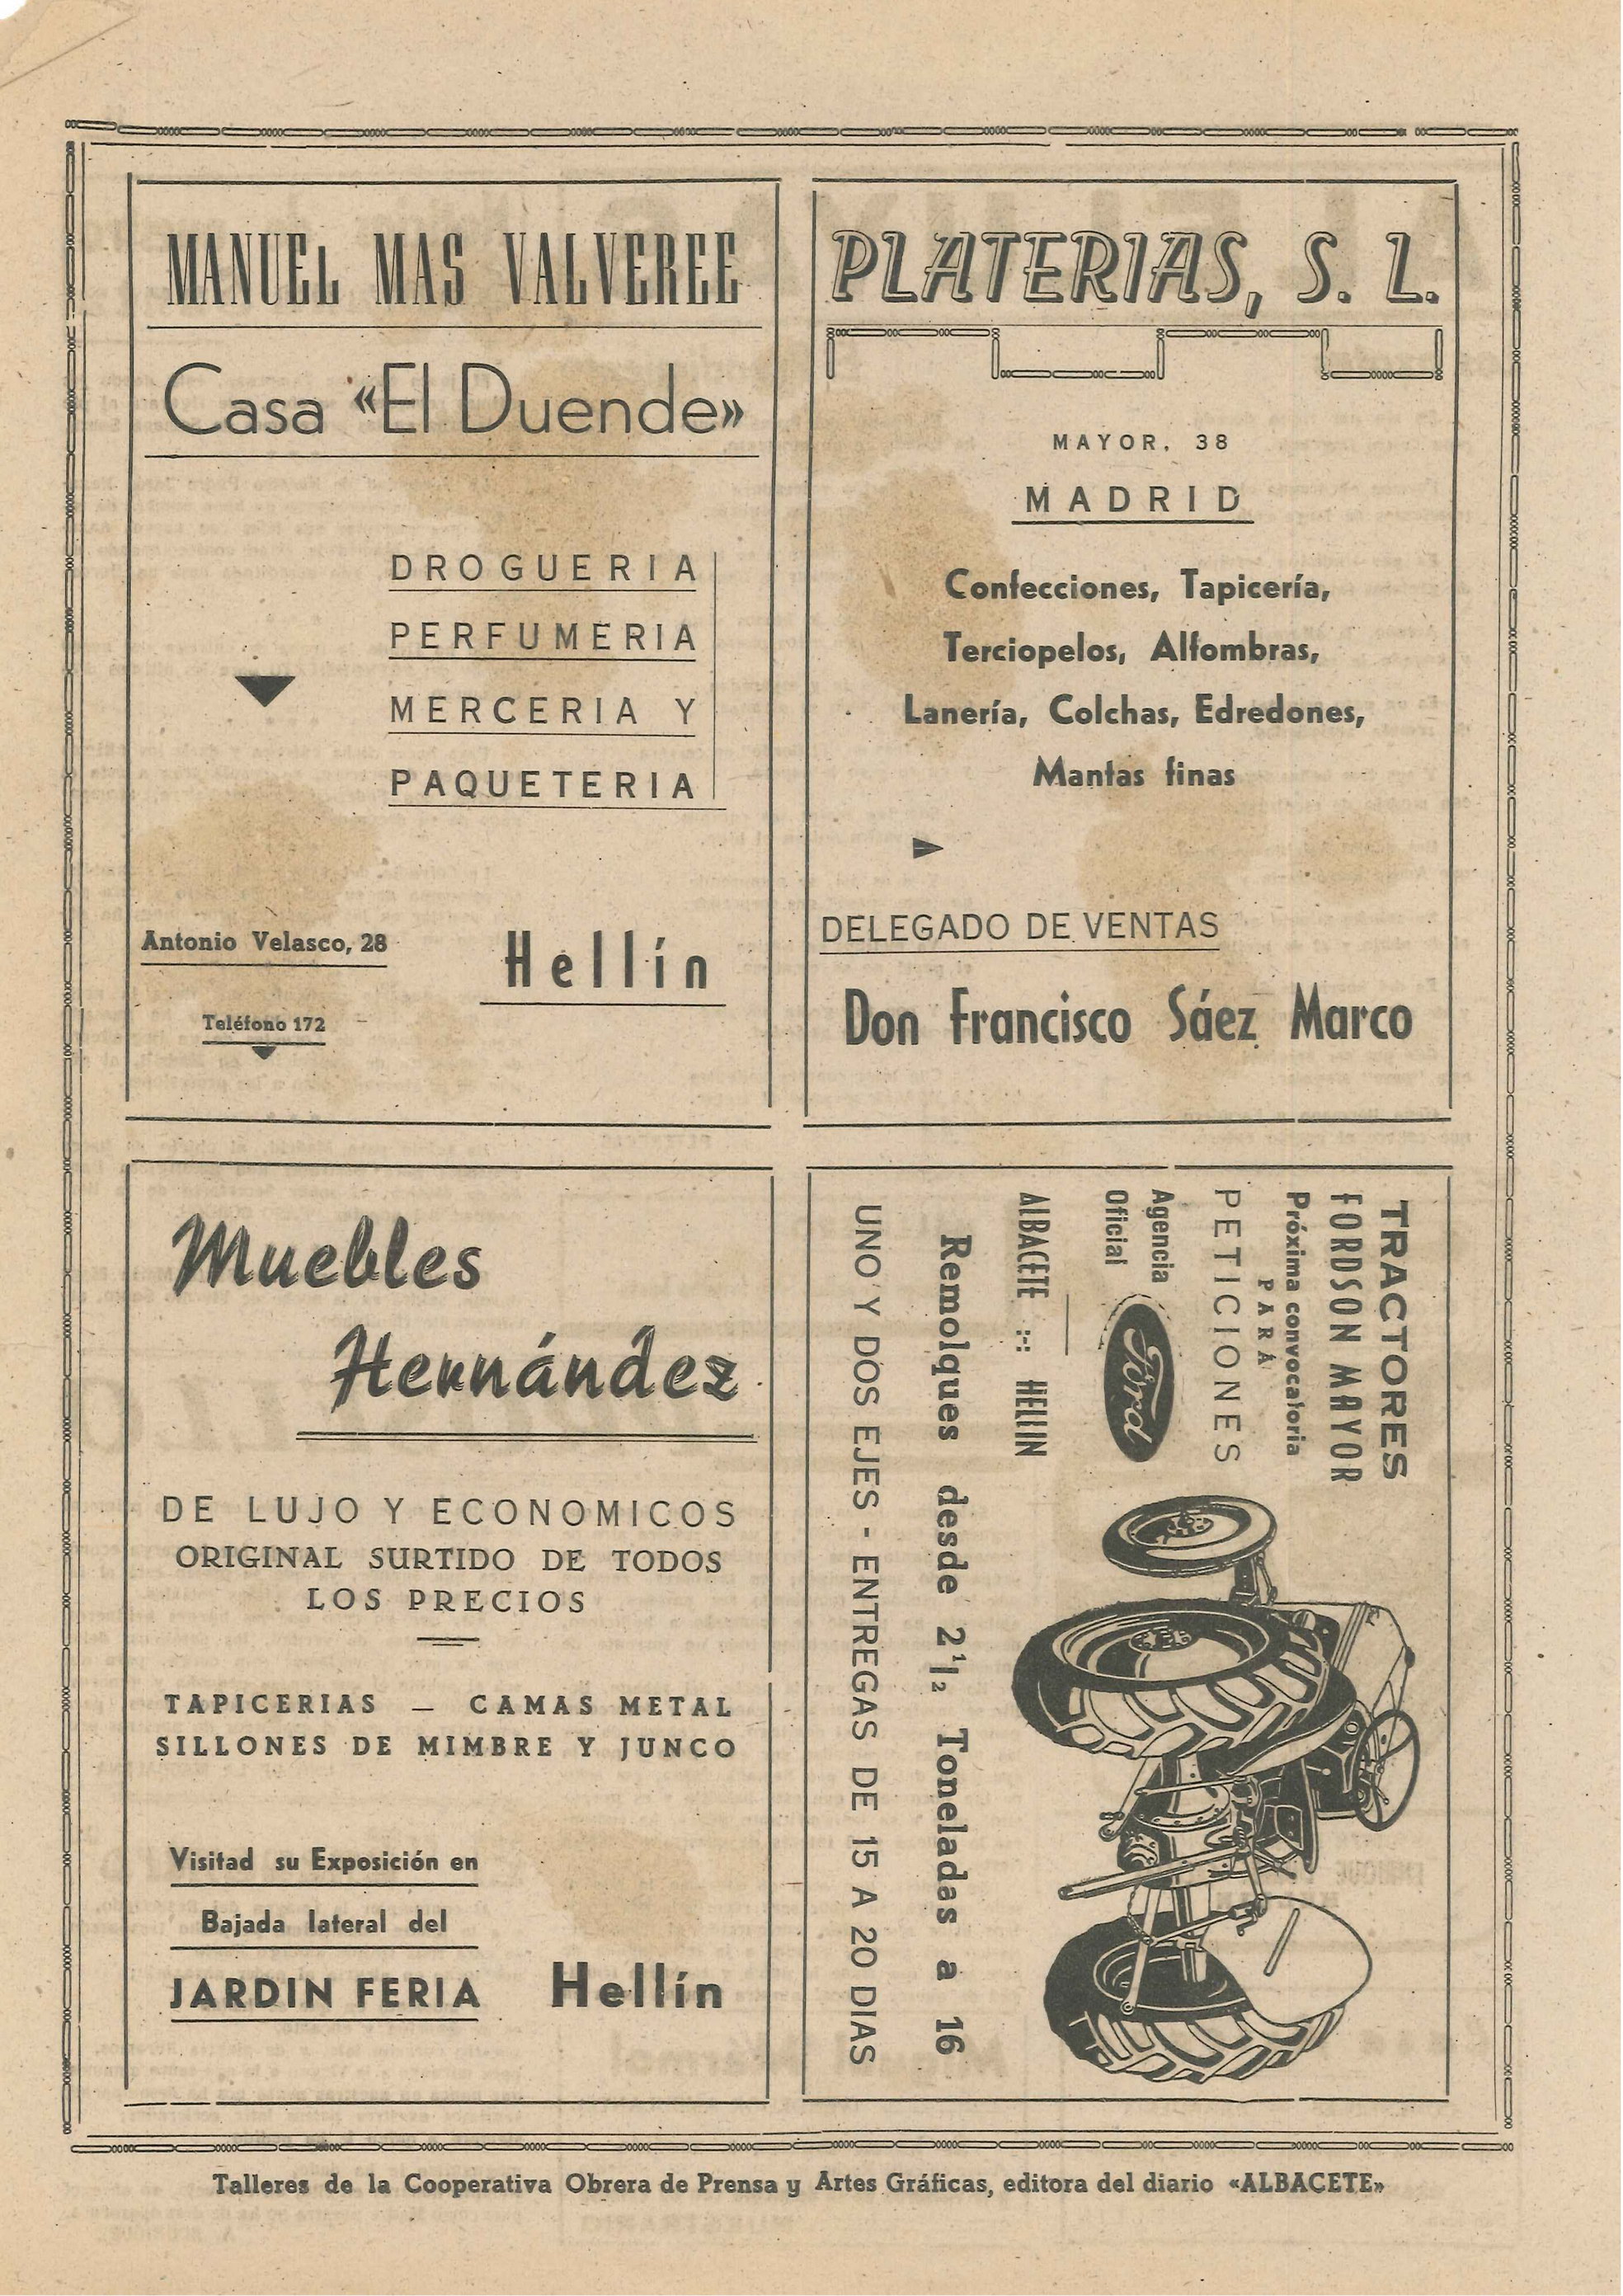 MANUEL MAS VALVEREE
Casa «El Duende»
DROGUERIA
PERFUMERIA
MERCERIA Y
PAQUETERIA
Antonio Velasco, 28
Hellín
Teléfono 172
PLATERIAS, S. L.
MAYOR, 38
MADRID
Confecciones, Tapicería,
Terciopelos, Alfombras,
Lanería, Colchas, Edredones,
Mantas finas
DELEGADO DE VENTAS
Don Francisco Sáez Marco
Muebles
Hernández
DE LUJO Y ECONOMICOS
ORIGINAL SURTIDO DE TODOS
LOS PRECIOS
TAPICERIAS — CAMAS METAL
SILLONES DE MIMBRE Y JUNCO
Visitad su Exposición en
Bajada lateral del
JARDIN FERIA
Hellín
TRACTORES
FORDSON MAYOR
Próxima convocatoria
PARA
PETICIONES
Agencia
Oficial
Ford
ALBACETE :-: HELLIN
Remolques desde 2 1/2 Toneladas a 16
UNO Y DOS EJES - ENTREGAS DE 15 A 20 DIAS
Talleres de la Cooperativa Obrera de Prensa y Artes Gráficas, editora del diario «ALBACETE»